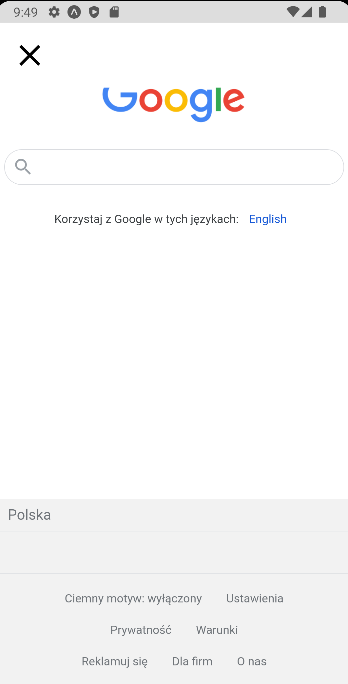 9:49
Google
Korzystaj z Google w tych językach: English
Polska
Ciemny motyw: wyłączony Ustawienia
Prywatność Warunki
Reklamuj się Dla firm O nas